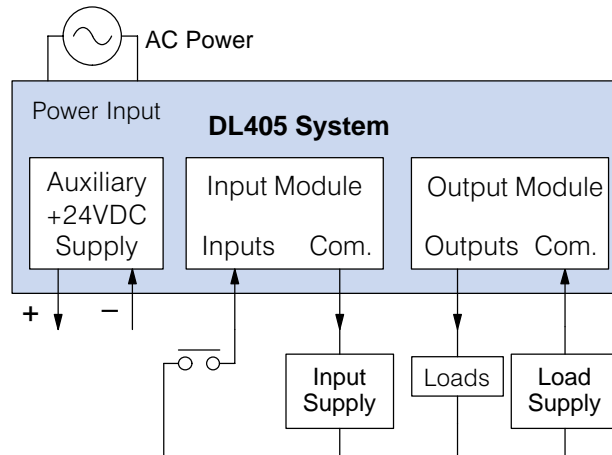 AC Power
Power Input
DL405 System
Auxiliary
+24VDC
Supply
Input Module
Inputs Com.
Output Module
Outputs Com.
+ −
Input
Supply
Loads
Load
Supply